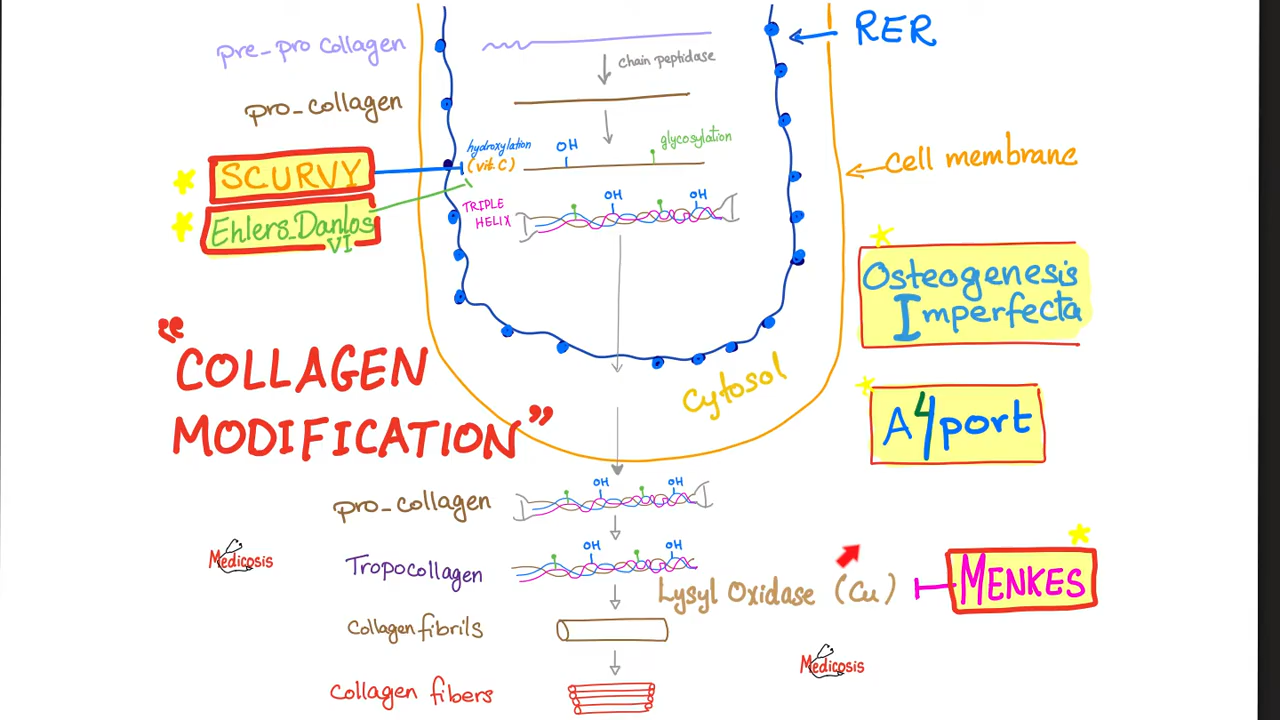 pre-pro collagen
chain peptidase
RER
pro-collagen
hydroxylation
(vit. C)
OH
glycosylation
cell membrane
SCURVY
Ehlers-Danlos
VI
TRIPLE
HELIX
OH
OH
Osteogenesis
Imperfecta
"COLLAGEN
MODIFICATION"
Cytosol
A4port
pro-collagen
OH
OH
Medicosis
Tropocollagen
OH
OH
Lysyl Oxidase (Cu)
MENKES
Collagen fibrils
Medicosis
Collagen fibers